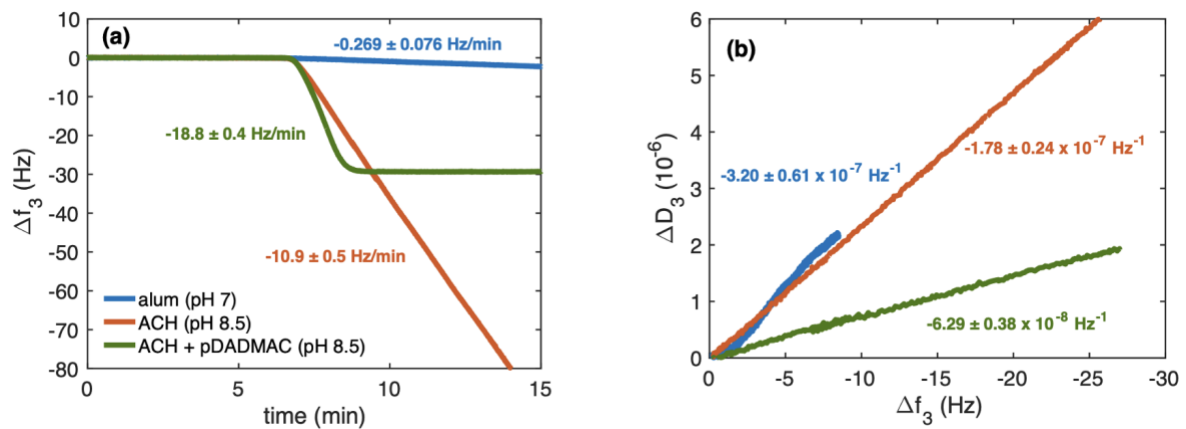 (a)
10
0
-10
-20
-30
-40
-50
-60
-70
-80
Δf3 (Hz)
-0.269 ± 0.076 Hz/min
-18.8 ± 0.4 Hz/min
-10.9 ± 0.5 Hz/min
alum (pH 7)
ACH (pH 8.5)
ACH + pDADMAC (pH 8.5)
0 5 10 15
time (min)
(b)
6
5
4
3
2
1
0
ΔD3 (10-6)
-1.78 ± 0.24 x 10-7 Hz-1
-3.20 ± 0.61 x 10-7 Hz-1
-6.29 ± 0.38 x 10-8 Hz-1
0 -5 -10 -15 -20 -25 -30
Δf3 (Hz)